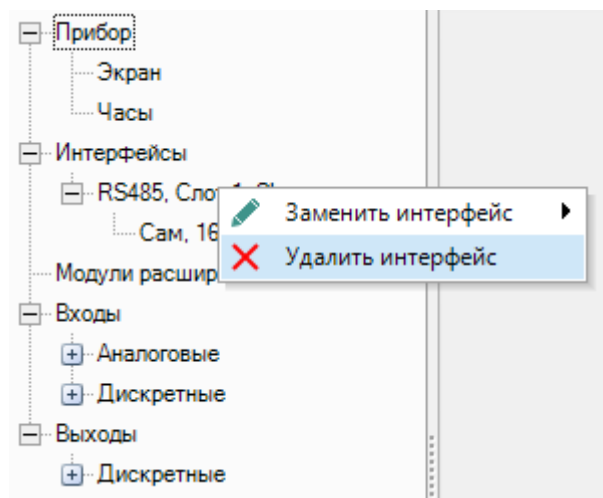 Прибор
Экран
Часы
Интерфейсы
RS485, Слот 1,
Заменить интерфейс
Сам, 16
Удалить интерфейс
Модули расшир
Входы
Аналоговые
Дискретные
Выходы
Дискретные